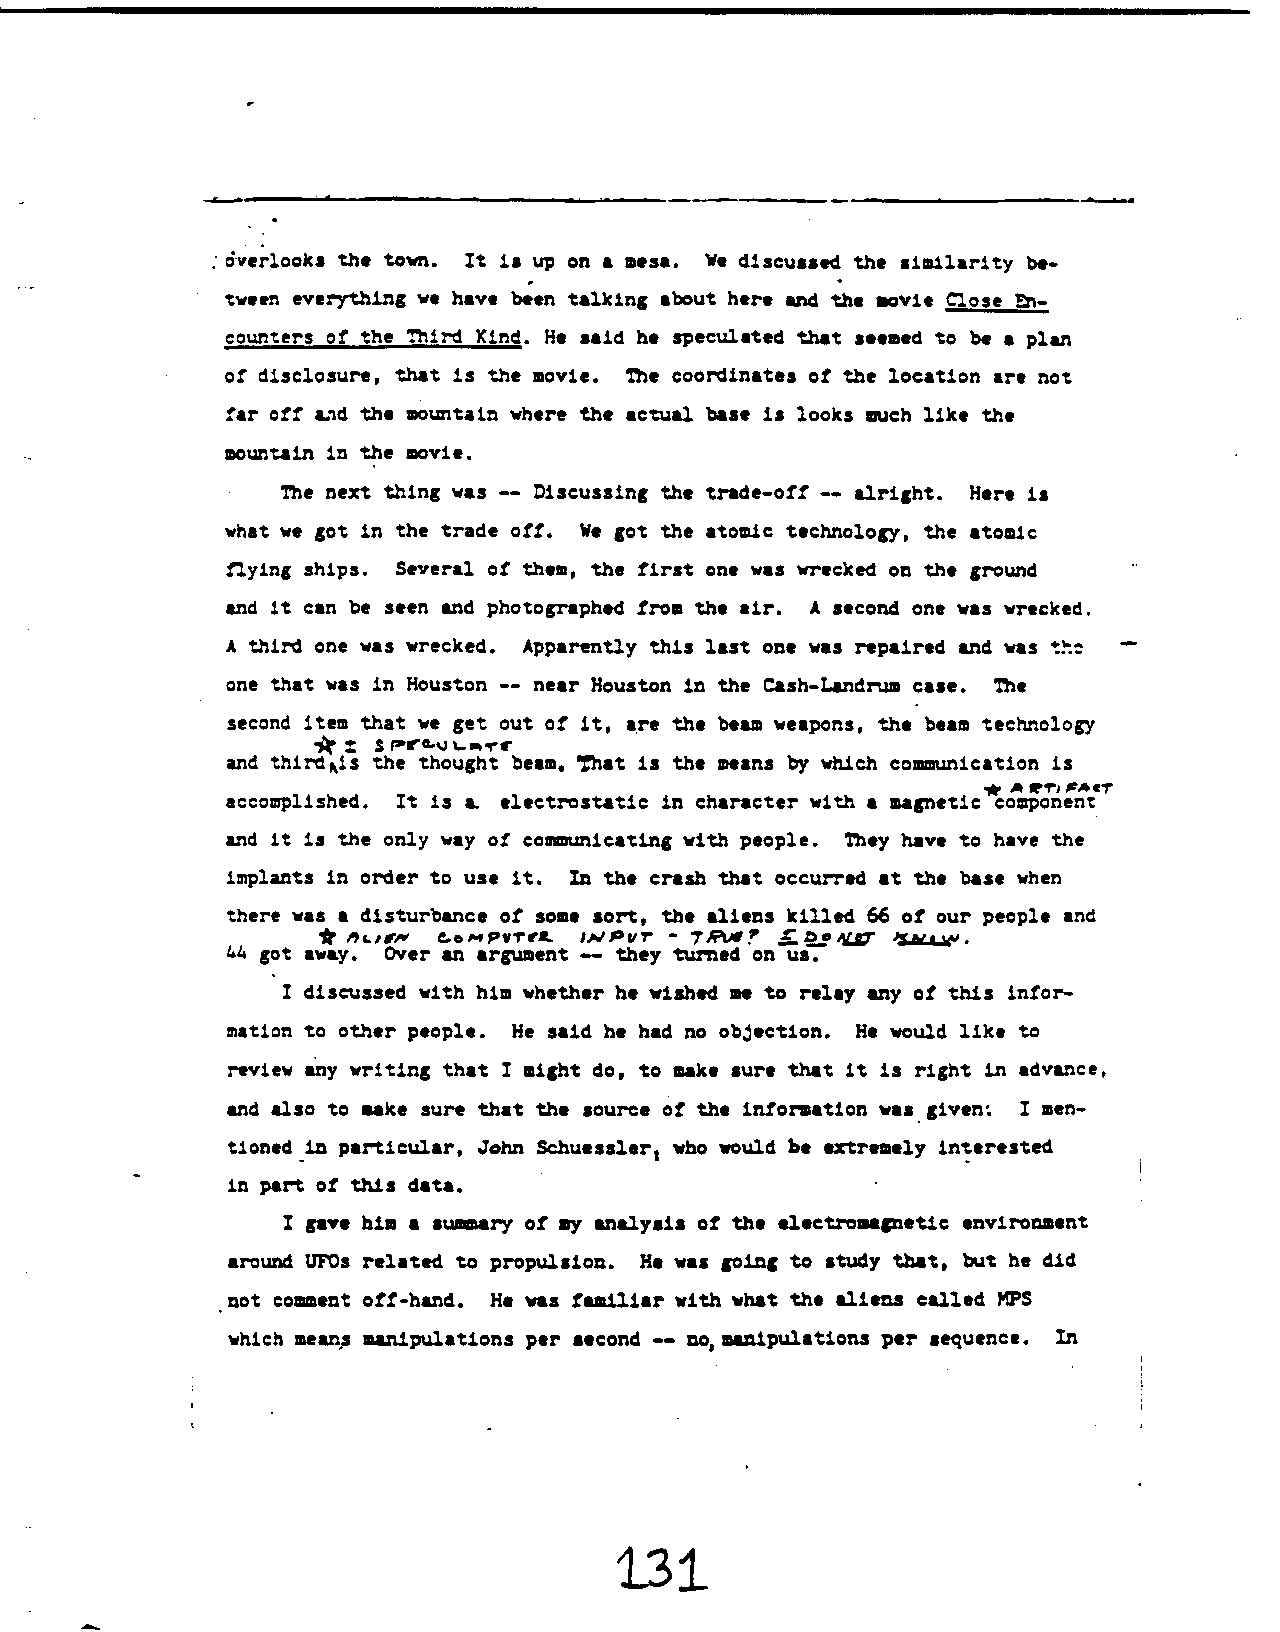 overlooks the town. It is up on a mesa. We discussed the similarity be-
tween everything we have been talking about here and the movie Close En-
counters of the Third Kind. He said he speculated that seemed to be a plan
of disclosure, that is the movie. The coordinates of the location are not
far off and the mountain where the actual base is looks much like the
mountain in the movie.
The next thing was -- Discussing the trade-off -- alright. Here is
what we got in the trade off. We got the atomic technology, the atomic
flying ships. Several of them, the first one was wrecked on the ground
and it can be seen and photographed from the air. A second one was wrecked.
A third one was wrecked. Apparently this last one was repaired and was the
one that was in Houston -- near Houston in the Cash-Landrum case. The
second item that we get out of it, are the beam weapons, the beam technology
☆ I SPECULATE
and third is the thought beam. That is the means by which communication is
★ ARTIFACT
accomplished. It is a electrostatic in character with a magnetic component
and it is the only way of communicating with people. They have to have the
implants in order to use it. In the crash that occurred at the base when
there was a disturbance of some sort, the aliens killed 66 of our people and
☆ ALIEN COMPUTER INPUT - TRUE? I DO NOT KNOW.
44 got away. Over an argument -- they turned on us.
I discussed with him whether he wished me to relay any of this infor-
mation to other people. He said he had no objection. He would like to
review any writing that I might do, to make sure that it is right in advance,
and also to make sure that the source of the information was given. I men-
tioned in particular, John Schuessler, who would be extremely interested
in part of this data.
I gave him a summary of my analysis of the electromagnetic environment
around UFOs related to propulsion. He was going to study that, but he did
not comment off-hand. He was familiar with what the aliens called MPS
which means manipulations per second -- no, manipulations per sequence. In
131